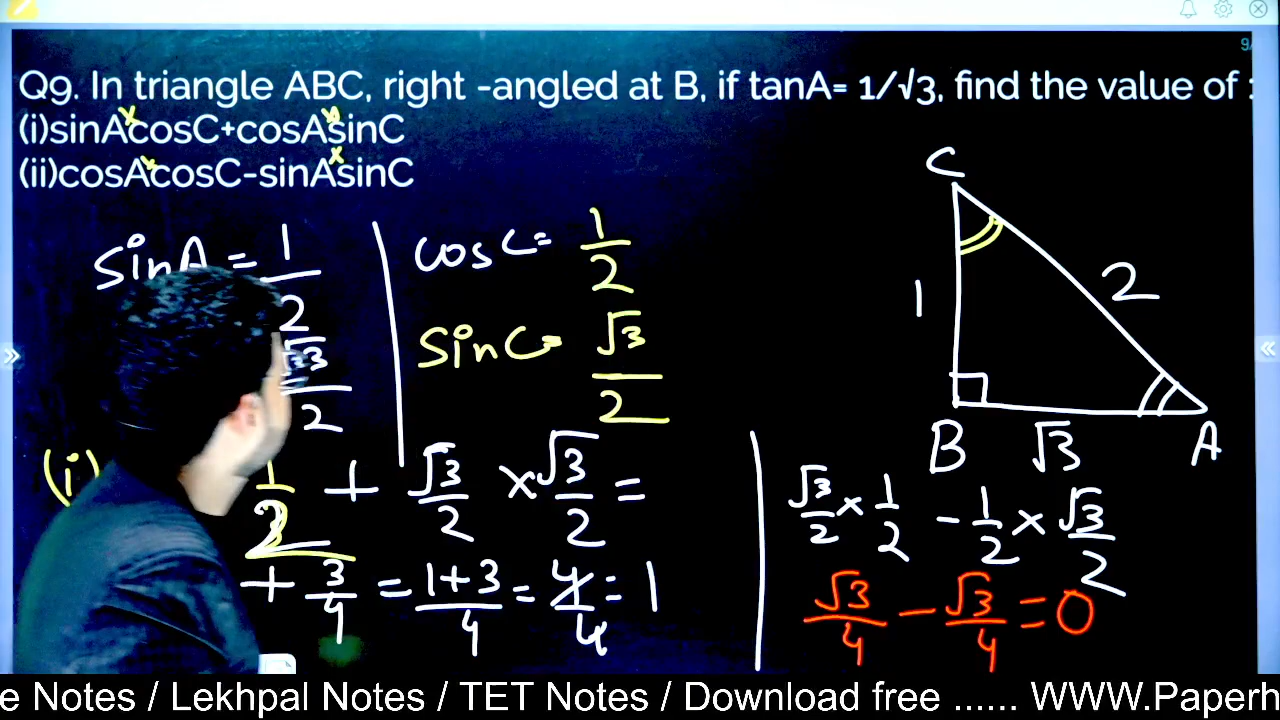 9
Q9. In triangle ABC, right -angled at B, if tanA= 1/√3, find the value of :
(i)sinAcosC+cosAsinC
(ii)cosAcosC-sinAsinC
sinA = 1/2
√3/2
cosC = 1/2
sinC = √3/2
C
1
2
B
√3
A
(i) 1/2 + √3/2 × √3/2 =
+ 3/4 = 1+3/4 = 4/4 = 1
√3/2 × 1/2 - 1/2 × √3/2
√3/4 - √3/4 = 0
e Notes / Lekhpal Notes / TET Notes / Download free ...... WWW.Paperh